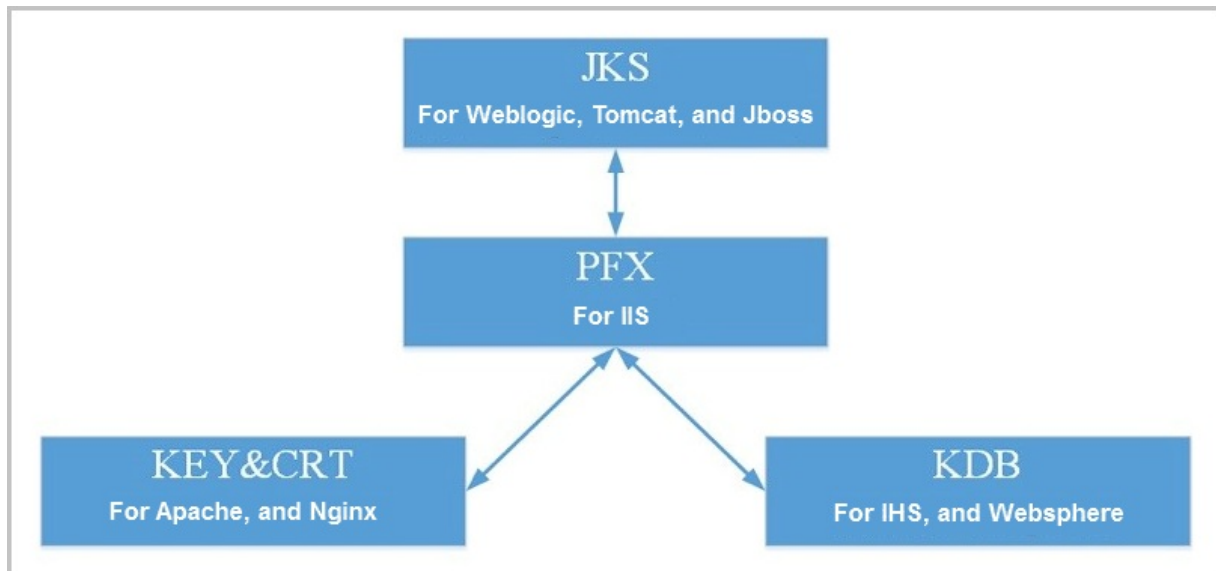 JKS
For Weblogic, Tomcat, and Jboss
PFX
For IIS
KEY&CRT
For Apache, and Nginx
KDB
For IHS, and Websphere